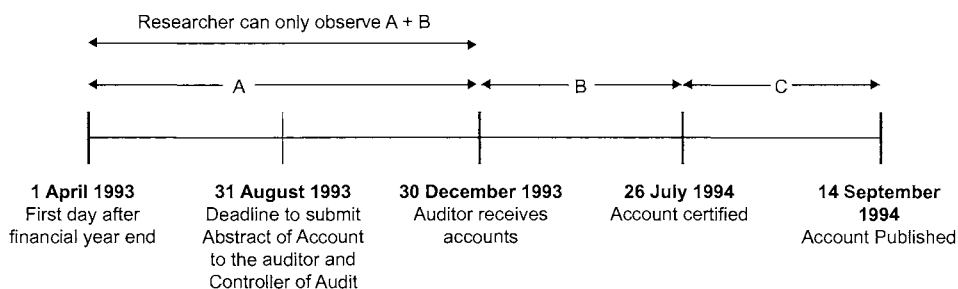 Researcher can only observe A + B
A
B
C
1 April 1993
First day after
financial year end
31 August 1993
Deadline to submit
Abstract of Account
to the auditor and
Controller of Audit
30 December 1993
Auditor receives
accounts
26 July 1994
Account certified
14 September
1994
Account Published